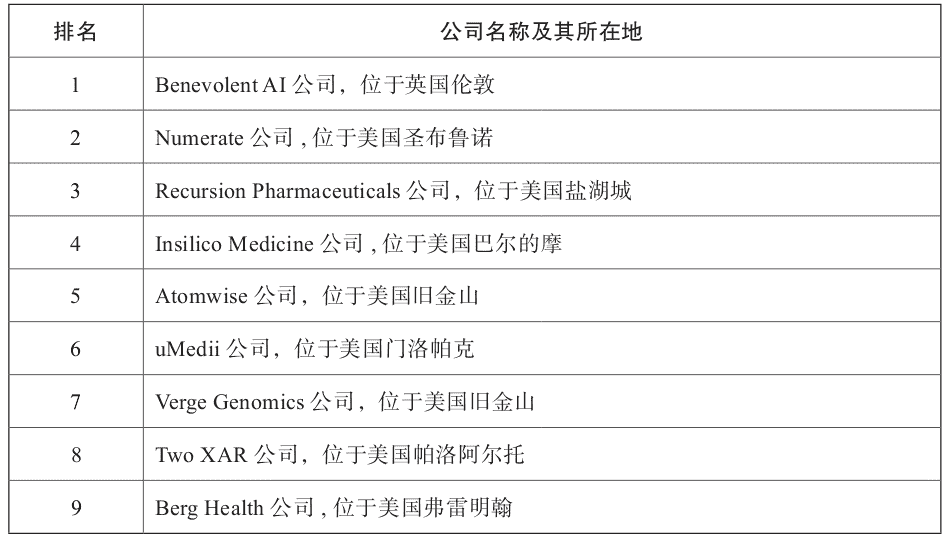 排名 公司名称及其所在地
1 Benevolent AI 公司，位于英国伦敦
2 Numerate 公司 , 位于美国圣布鲁诺
3 Recursion Pharmaceuticals 公司，位于美国盐湖城
4 Insilico Medicine 公司 , 位于美国巴尔的摩
5 Atomwise 公司，位于美国旧金山
6 uMedii 公司，位于美国门洛帕克
7 Verge Genomics 公司，位于美国旧金山
8 Two XAR 公司，位于美国帕洛阿尔托
9 Berg Health 公司 , 位于美国弗雷明翰